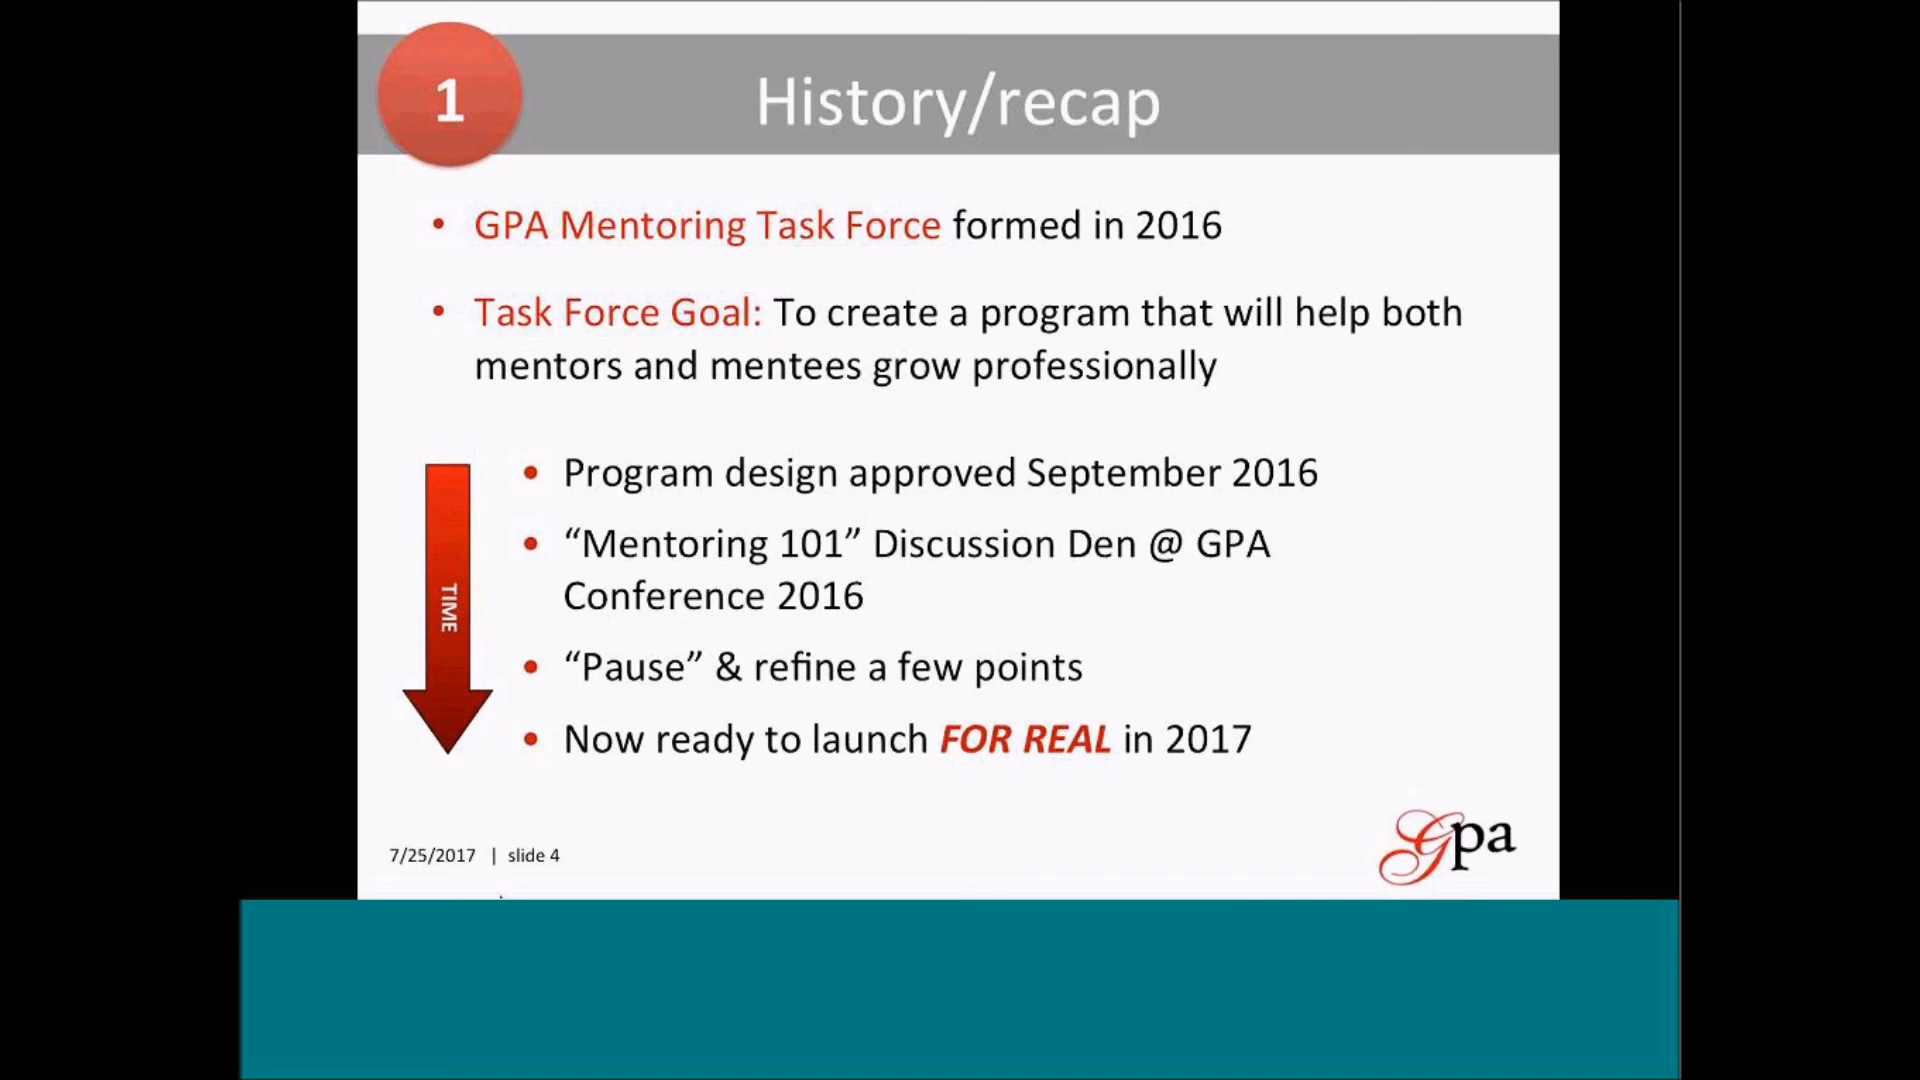 1
History/recap
• GPA Mentoring Task Force formed in 2016
• Task Force Goal: To create a program that will help both
mentors and mentees grow professionally
TIME
• Program design approved September 2016
• “Mentoring 101” Discussion Den @ GPA
Conference 2016
• “Pause” & refine a few points
• Now ready to launch FOR REAL in 2017
7/25/2017 | slide 4
Gpa